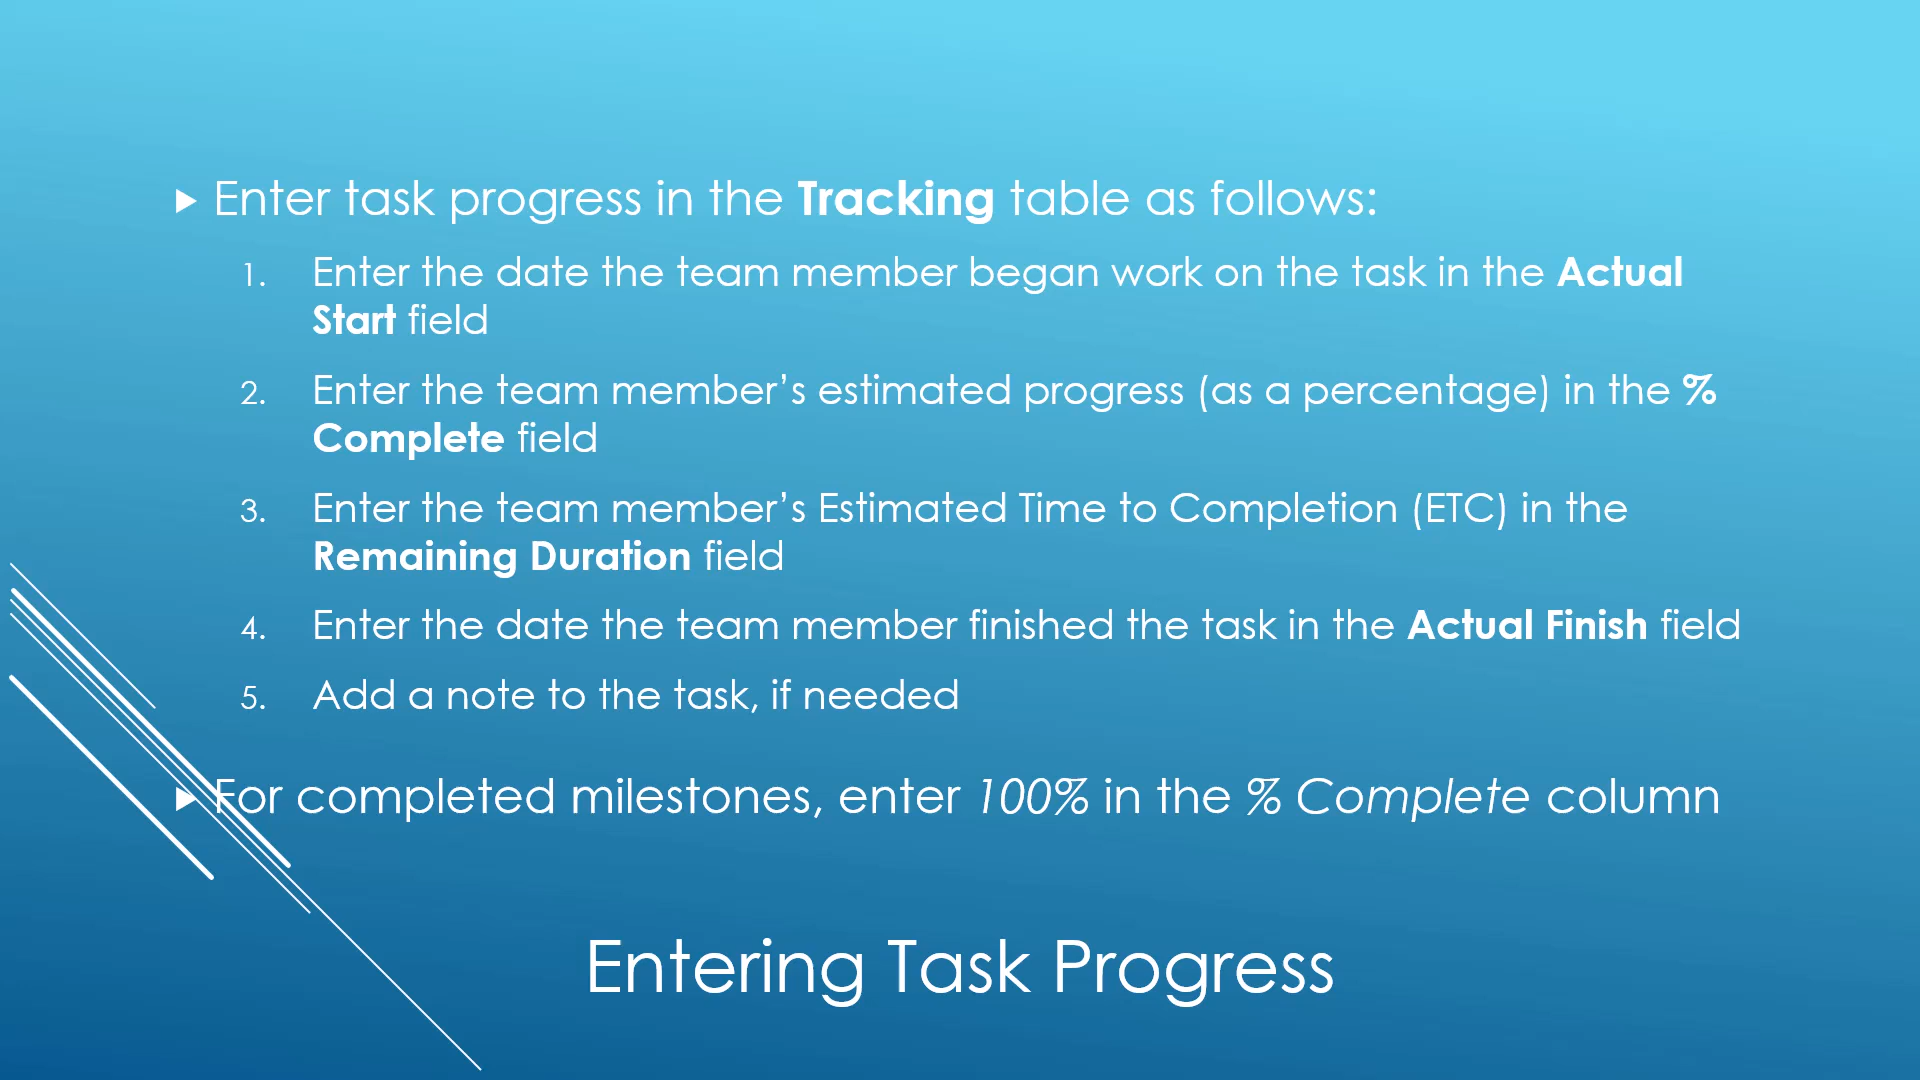 Enter task progress in the Tracking table as follows:
1. Enter the date the team member began work on the task in the Actual
Start field
2. Enter the team member’s estimated progress (as a percentage) in the %
Complete field
3. Enter the team member’s Estimated Time to Completion (ETC) in the
Remaining Duration field
4. Enter the date the team member finished the task in the Actual Finish field
5. Add a note to the task, if needed
For completed milestones, enter 100% in the % Complete column
Entering Task Progress